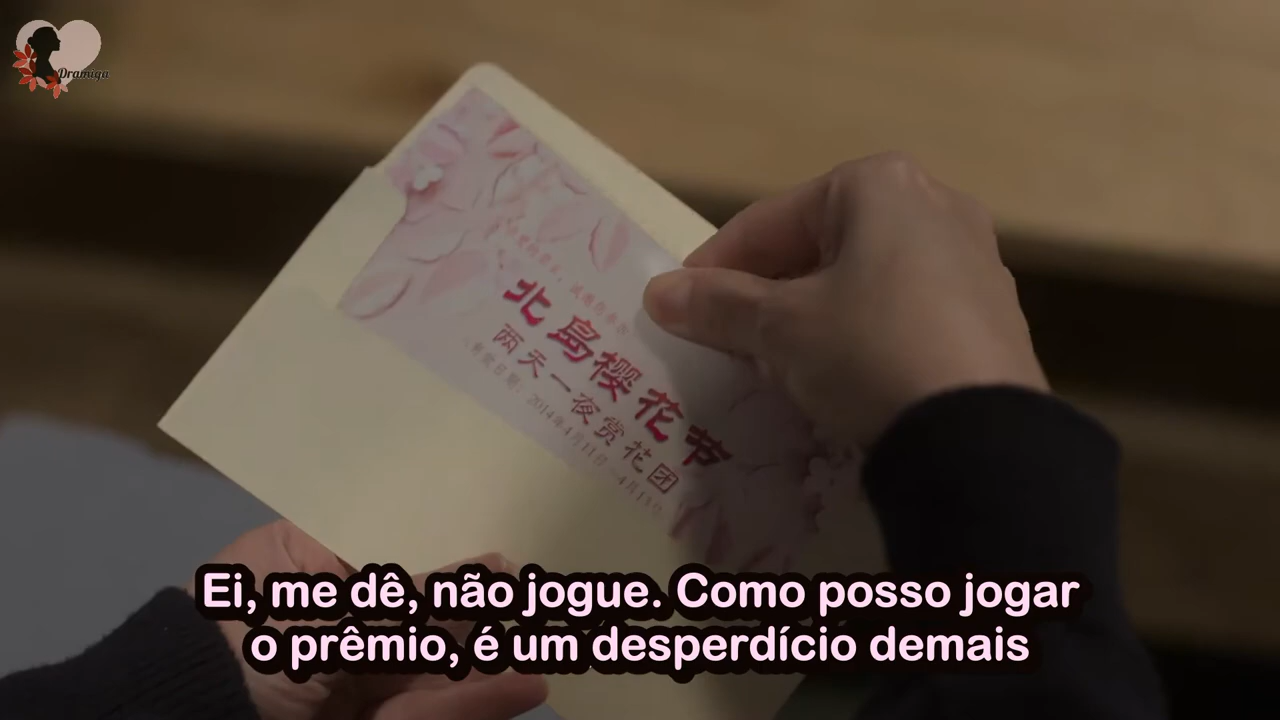 Dramiga
北島樱花节
两天一夜赏花团
Ei, me dê, não jogue. Como posso jogar
o prêmio, é um desperdício demais